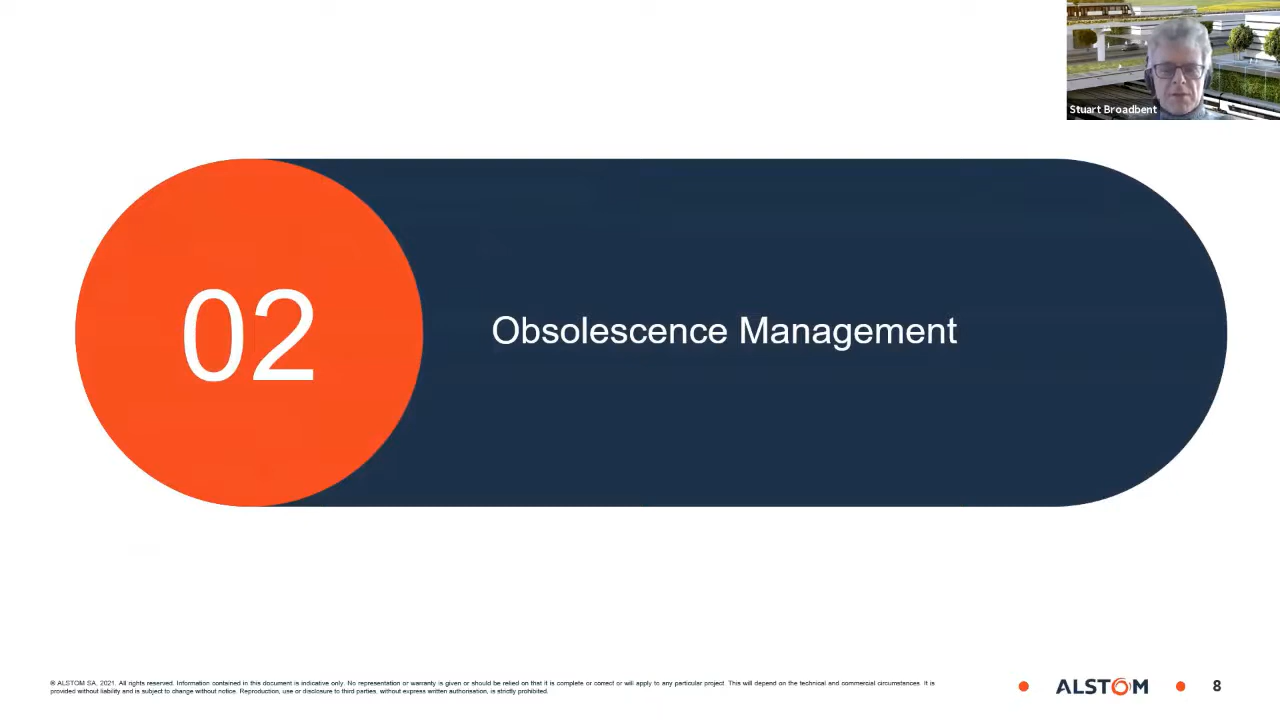 Stuart Broadbent
02
Obsolescence Management
® ALSTOM SA, 2021. All rights reserved. Information contained in this document is indicative only. No representation or warranty is given or should be relied on that it is complete or correct or will apply to any particular project. This will depend on the technical and commercial circumstances. It is
provided without liability and is subject to change without notice. Reproduction, use or disclosure to third parties, without express written authorisation, is strictly prohibited.
ALSTOM
8